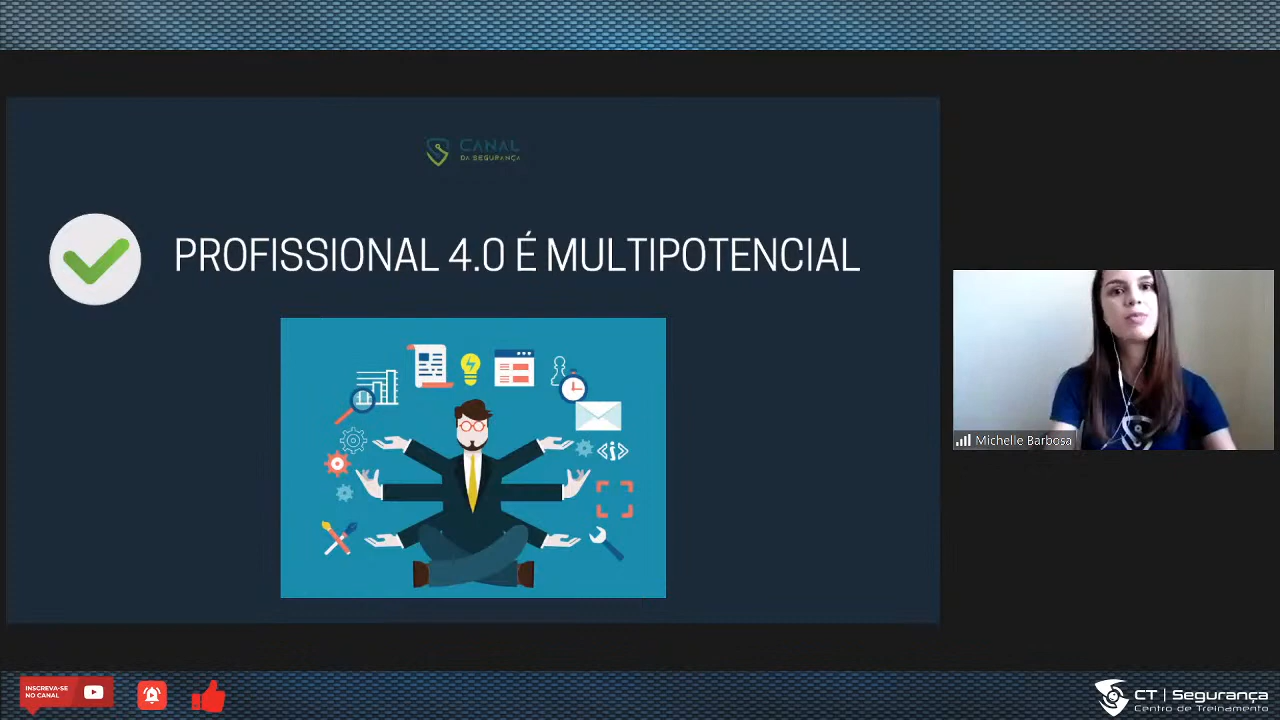 CANAL
DA SEGURANÇA
PROFISSIONAL 4.0 É MULTIPOTENCIAL
Michelle Barbosa
INSCREVA-SE
NO CANAL
CT | Segurança
Centro de Treinamento